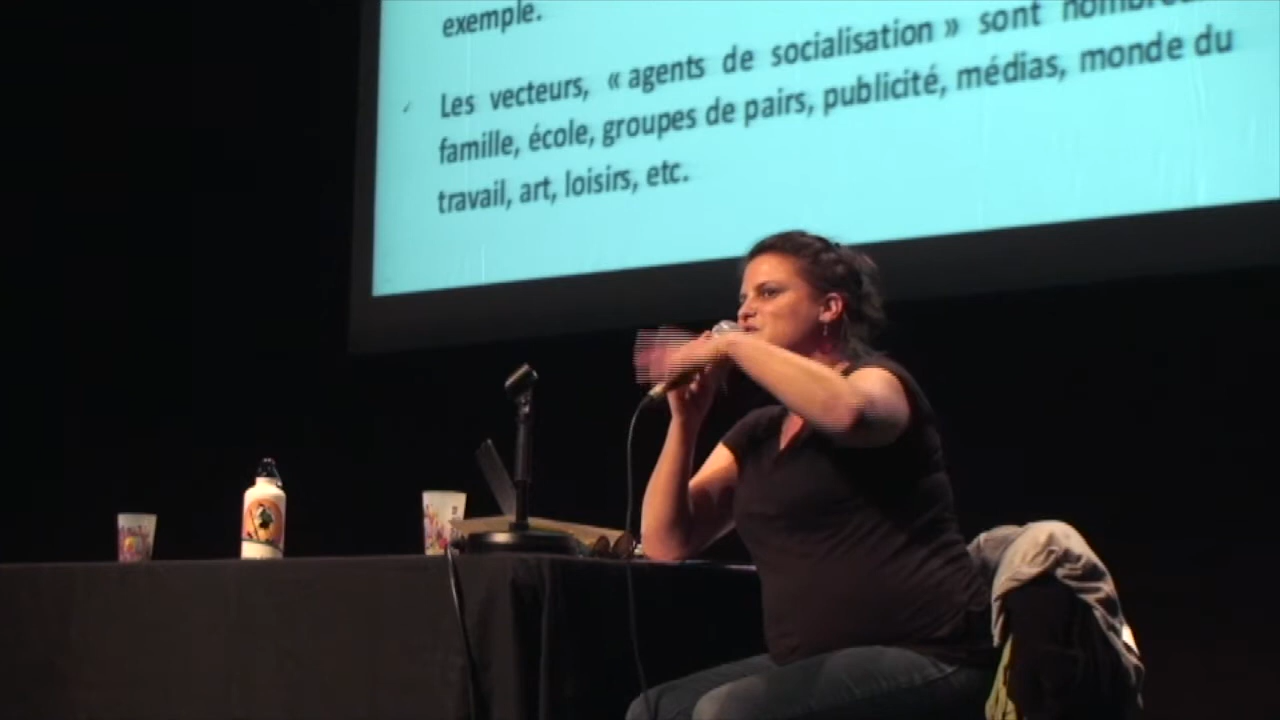 exemple.
Les vecteurs, « agents de socialisation » sont
famille, école, groupes de pairs, publicité, médias, monde du
travail, art, loisirs, etc.